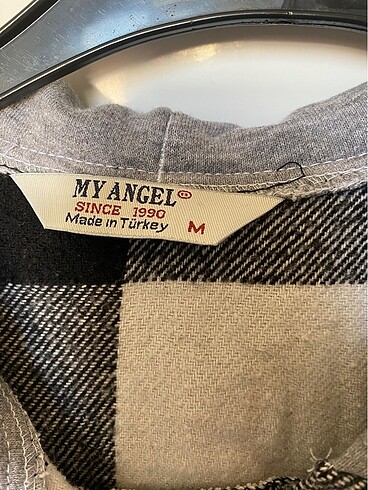 MY ANGEL®
SINCE 1990
Made in Türkey
M